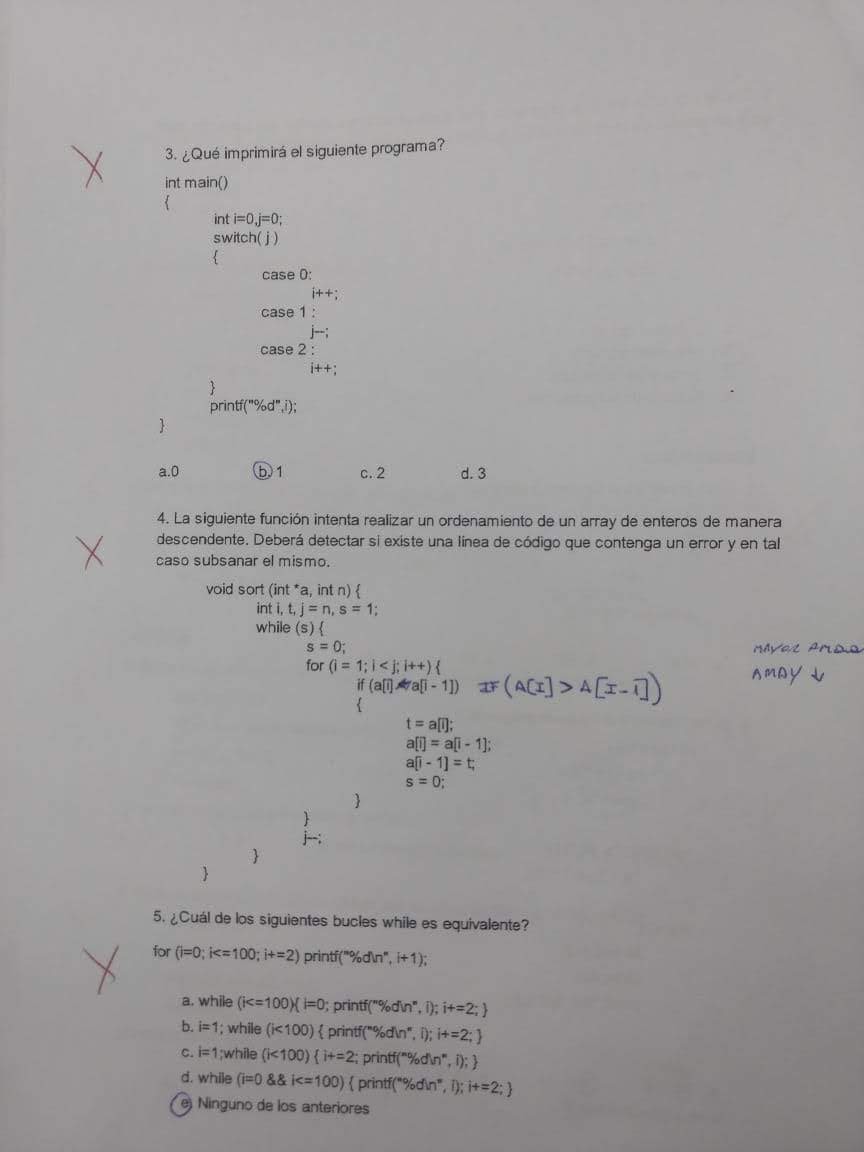 3. ¿Qué imprimirá el siguiente programa?
int main()
{
int i=0,j=0;
switch( j )
{
case 0:
i++;
case 1 :
j--;
case 2 :
i++;
}
printf("%d",i);
}
a.0 b. 1 c. 2 d. 3
4. La siguiente función intenta realizar un ordenamiento de un array de enteros de manera
descendente. Deberá detectar si existe una línea de código que contenga un error y en tal
caso subsanar el mismo.
void sort (int *a, int n) {
int i, t, j = n, s = 1;
while (s) {
s = 0;
for (i = 1; i < j; i++) {
if (a[i] a[i - 1]) IF (A[I] > A[I-1])
MAYOR
↓
{
t = a[i];
a[i] = a[i - 1];
a[i - 1] = t;
s = 0;
}
}
j--;
}
}
5. ¿Cuál de los siguientes bucles while es equivalente?
for (i=0; i<=100; i+=2) printf("%d\n", i+1);
a. while (i<=100){ i=0; printf("%d\n", i); i+=2; }
b. i=1; while (i<100) { printf("%d\n", i); i+=2; }
c. i=1;while (i<100) { i+=2; printf("%d\n", i); }
d. while (i=0 && i<=100) { printf("%d\n", i); i+=2; }
e. Ninguno de los anteriores